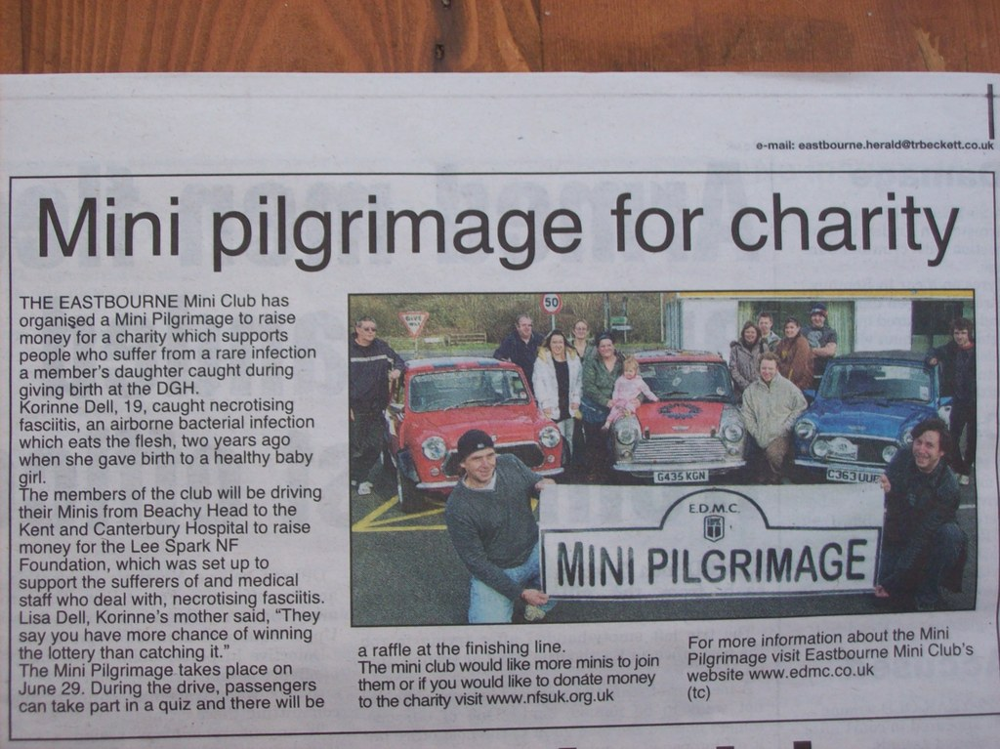 e-mail: eastbourne.herald@trbeckett.co.uk
Mini pilgrimage for charity
THE EASTBOURNE Mini Club has
organised a Mini Pilgrimage to raise
money for a charity which supports
people who suffer from a rare infection
a member's daughter caught during
giving birth at the DGH.
Korinne Dell, 19, caught necrotising
fasciitis, an airborne bacterial infection
which eats the flesh, two years ago
when she gave birth to a healthy baby
girl.
The members of the club will be driving
their Minis from Beachy Head to the
Kent and Canterbury Hospital to raise
money for the Lee Spark NF
Foundation, which was set up to
support the sufferers of and medical
staff who deal with, necrotising fasciitis.
Lisa Dell, Korinne's mother said, "They
say you have more chance of winning
the lottery than catching it."
The Mini Pilgrimage takes place on
June 29. During the drive, passengers
can take part in a quiz and there will be
GIVE WAY
50
G435 KGN
C363 UUF
E.D.M.C.
MINI PILGRIMAGE
a raffle at the finishing line.
The mini club would like more minis to join
them or if you would like to donate money
to the charity visit www.nfsuk.org.uk
For more information about the Mini
Pilgrimage visit Eastbourne Mini Club's
website www.edmc.co.uk
(tc)